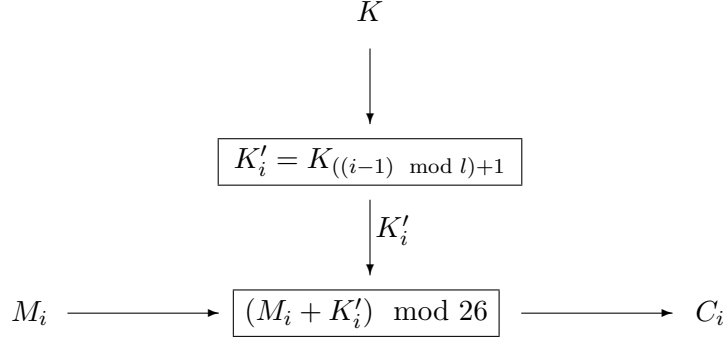 K
K′_i = K_((i−1) mod l)+1
K′_i
M_i
(M_i + K′_i) mod 26
C_i